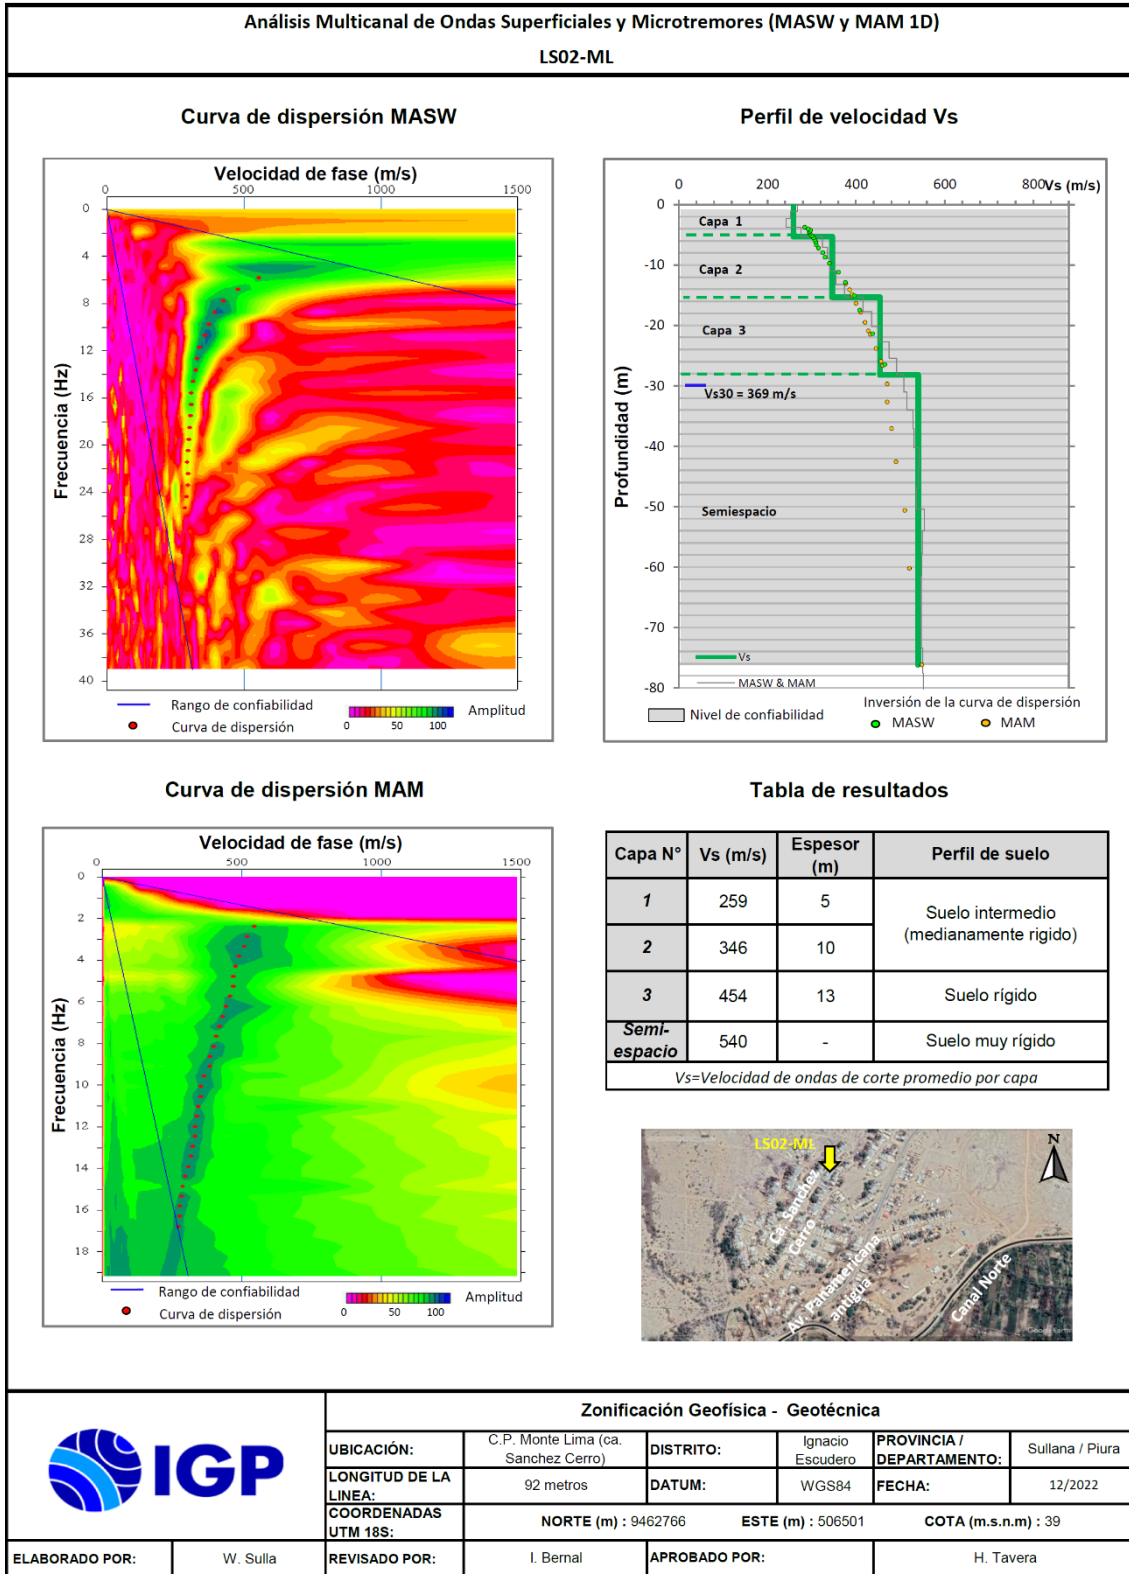 Análisis Multicanal de Ondas Superficiales y Microtremores (MASW y MAM 1D)
LS02-ML
Curva de dispersión MASW
Velocidad de fase (m/s)
0 500 1000 1500
Frecuencia (Hz)
0
4
8
12
16
20
24
28
32
36
40
Rango de confiabilidad
Curva de dispersión
0 50 100
Amplitud
Perfil de velocidad Vs
0 200 400 600 800 Vs (m/s)
Profundidad (m)
0
-10
-20
-30
-40
-50
-60
-70
-80
Capa 1
Capa 2
Capa 3
Vs30 = 369 m/s
Semiespacio
Vs
MASW & MAM
Nivel de confiabilidad
Inversión de la curva de dispersión
MASW MAM
Curva de dispersión MAM
Velocidad de fase (m/s)
0 500 1000 1500
Frecuencia (Hz)
0
2
4
6
8
10
12
14
16
18
Rango de confiabilidad
Curva de dispersión
0 50 100
Amplitud
Tabla de resultados
Capa N° Vs (m/s) Espesor (m) Perfil de suelo
1 259 5 Suelo intermedio (medianamente rigido)
2 346 10
3 454 13 Suelo rígido
Semi-espacio 540 - Suelo muy rígido
Vs=Velocidad de ondas de corte promedio por capa
LS02-ML
N
Ca. Sanchez Cerro
Av. Panamericana antigua
Canal Norte
IGP
Zonificación Geofísica - Geotécnica
UBICACIÓN: C.P. Monte Lima (ca. Sanchez Cerro) DISTRITO: Ignacio Escudero PROVINCIA / DEPARTAMENTO: Sullana / Piura
LONGITUD DE LA LINEA: 92 metros DATUM: WGS84 FECHA: 12/2022
COORDENADAS UTM 18S: NORTE (m) : 9462766 ESTE (m) : 506501 COTA (m.s.n.m) : 39
ELABORADO POR: W. Sulla REVISADO POR: I. Bernal APROBADO POR: H. Tavera